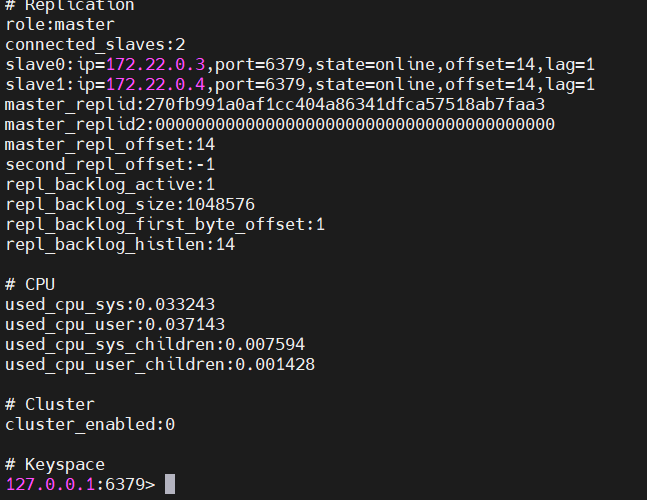 # Replication
role:master
connected_slaves:2
slave0:ip=172.22.0.3,port=6379,state=online,offset=14,lag=1
slave1:ip=172.22.0.4,port=6379,state=online,offset=14,lag=1
master_replid:270fb991a0af1cc404a86341dfca57518ab7faa3
master_replid2:0000000000000000000000000000000000000000
master_repl_offset:14
second_repl_offset:-1
repl_backlog_active:1
repl_backlog_size:1048576
repl_backlog_first_byte_offset:1
repl_backlog_histlen:14
# CPU
used_cpu_sys:0.033243
used_cpu_user:0.037143
used_cpu_sys_children:0.007594
used_cpu_user_children:0.001428
# Cluster
cluster_enabled:0
# Keyspace
127.0.0.1:6379>